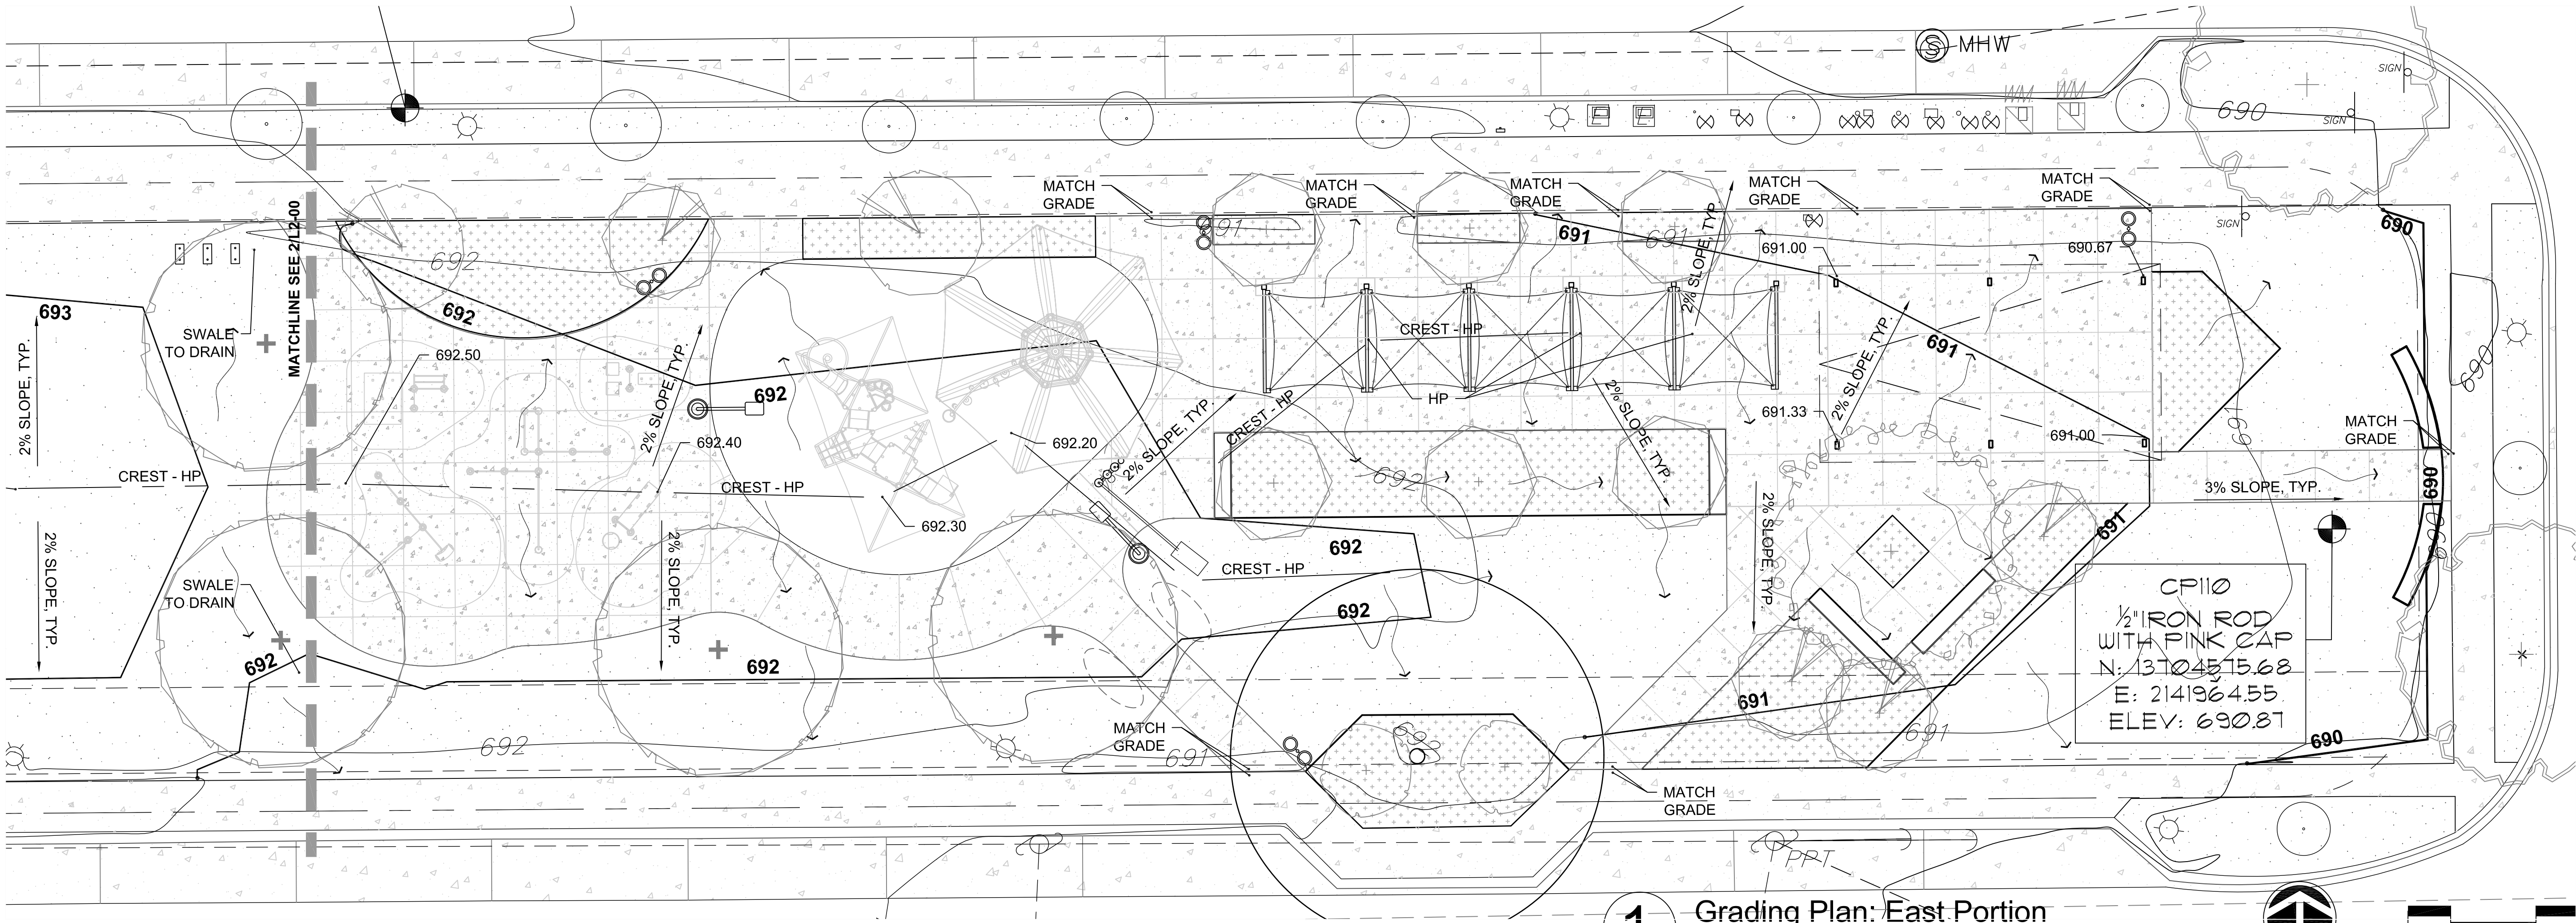 MHW
SIGN
690
SIGN
MATCH
GRADE
MATCH
GRADE
MATCH
GRADE
MATCH
GRADE
MATCH
GRADE
MATCHLINE SEE 2/L2-00
2% SLOPE, TYP.
SIGN
690
691
691
691.00
690.67
692
692
693
SWALE
TO DRAIN
692.50
2% SLOPE, TYP.
2% SLOPE, TYP.
692
CREST - HP
HP
CREST - HP
2% SLOPE, TYP.
2% SLOPE, TYP.
2% SLOPE, TYP.
691
691.33
691.00
690
691
MATCH
GRADE
692.40
692.20
CREST - HP
CREST - HP
692.30
692
3% SLOPE, TYP.
690
690
2% SLOPE, TYP.
2% SLOPE, TYP.
2% SLOPE, TYP.
691
692
CREST - HP
692
SWALE
TO DRAIN
692
692
CP110
½" IRON ROD
WITH PINK CAP
N: 13704575.68
E: 2141964.55
ELEV: 690.87
691
691
690
692
MATCH
GRADE
691
MATCH
GRADE
PPT
1
Grading Plan: East Portion